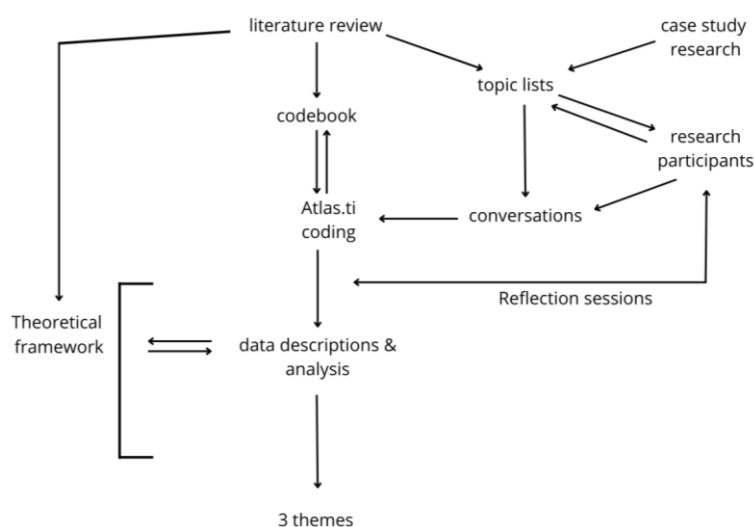 literature review
case study
research
topic lists
codebook
research
participants
Atlas.ti
coding
conversations
Reflection sessions
Theoretical
framework
data descriptions &
analysis
3 themes